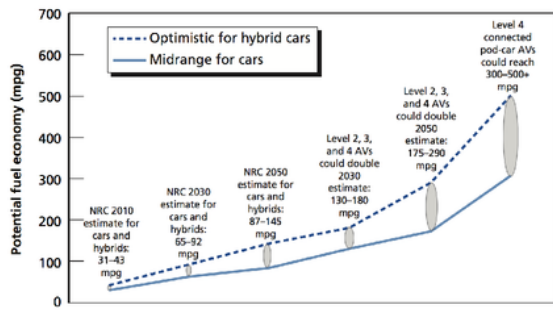 Potential fuel economy (mpg)
700
600
500
400
300
200
100
0
Optimistic for hybrid cars
Midrange for cars
NRC 2010
estimate for
cars and
hybrids:
31–43
mpg
NRC 2030
estimate for
cars and
hybrids:
65–92
mpg
NRC 2050
estimate for
cars and
hybrids:
87–145
mpg
Level 2, 3,
and 4 AVs
could double
2030
estimate:
130–180
mpg
Level 2, 3,
and 4 AVs
could double
2050
estimate:
175–290
mpg
Level 4
connected
pod-car AVs
could reach
300–500+
mpg